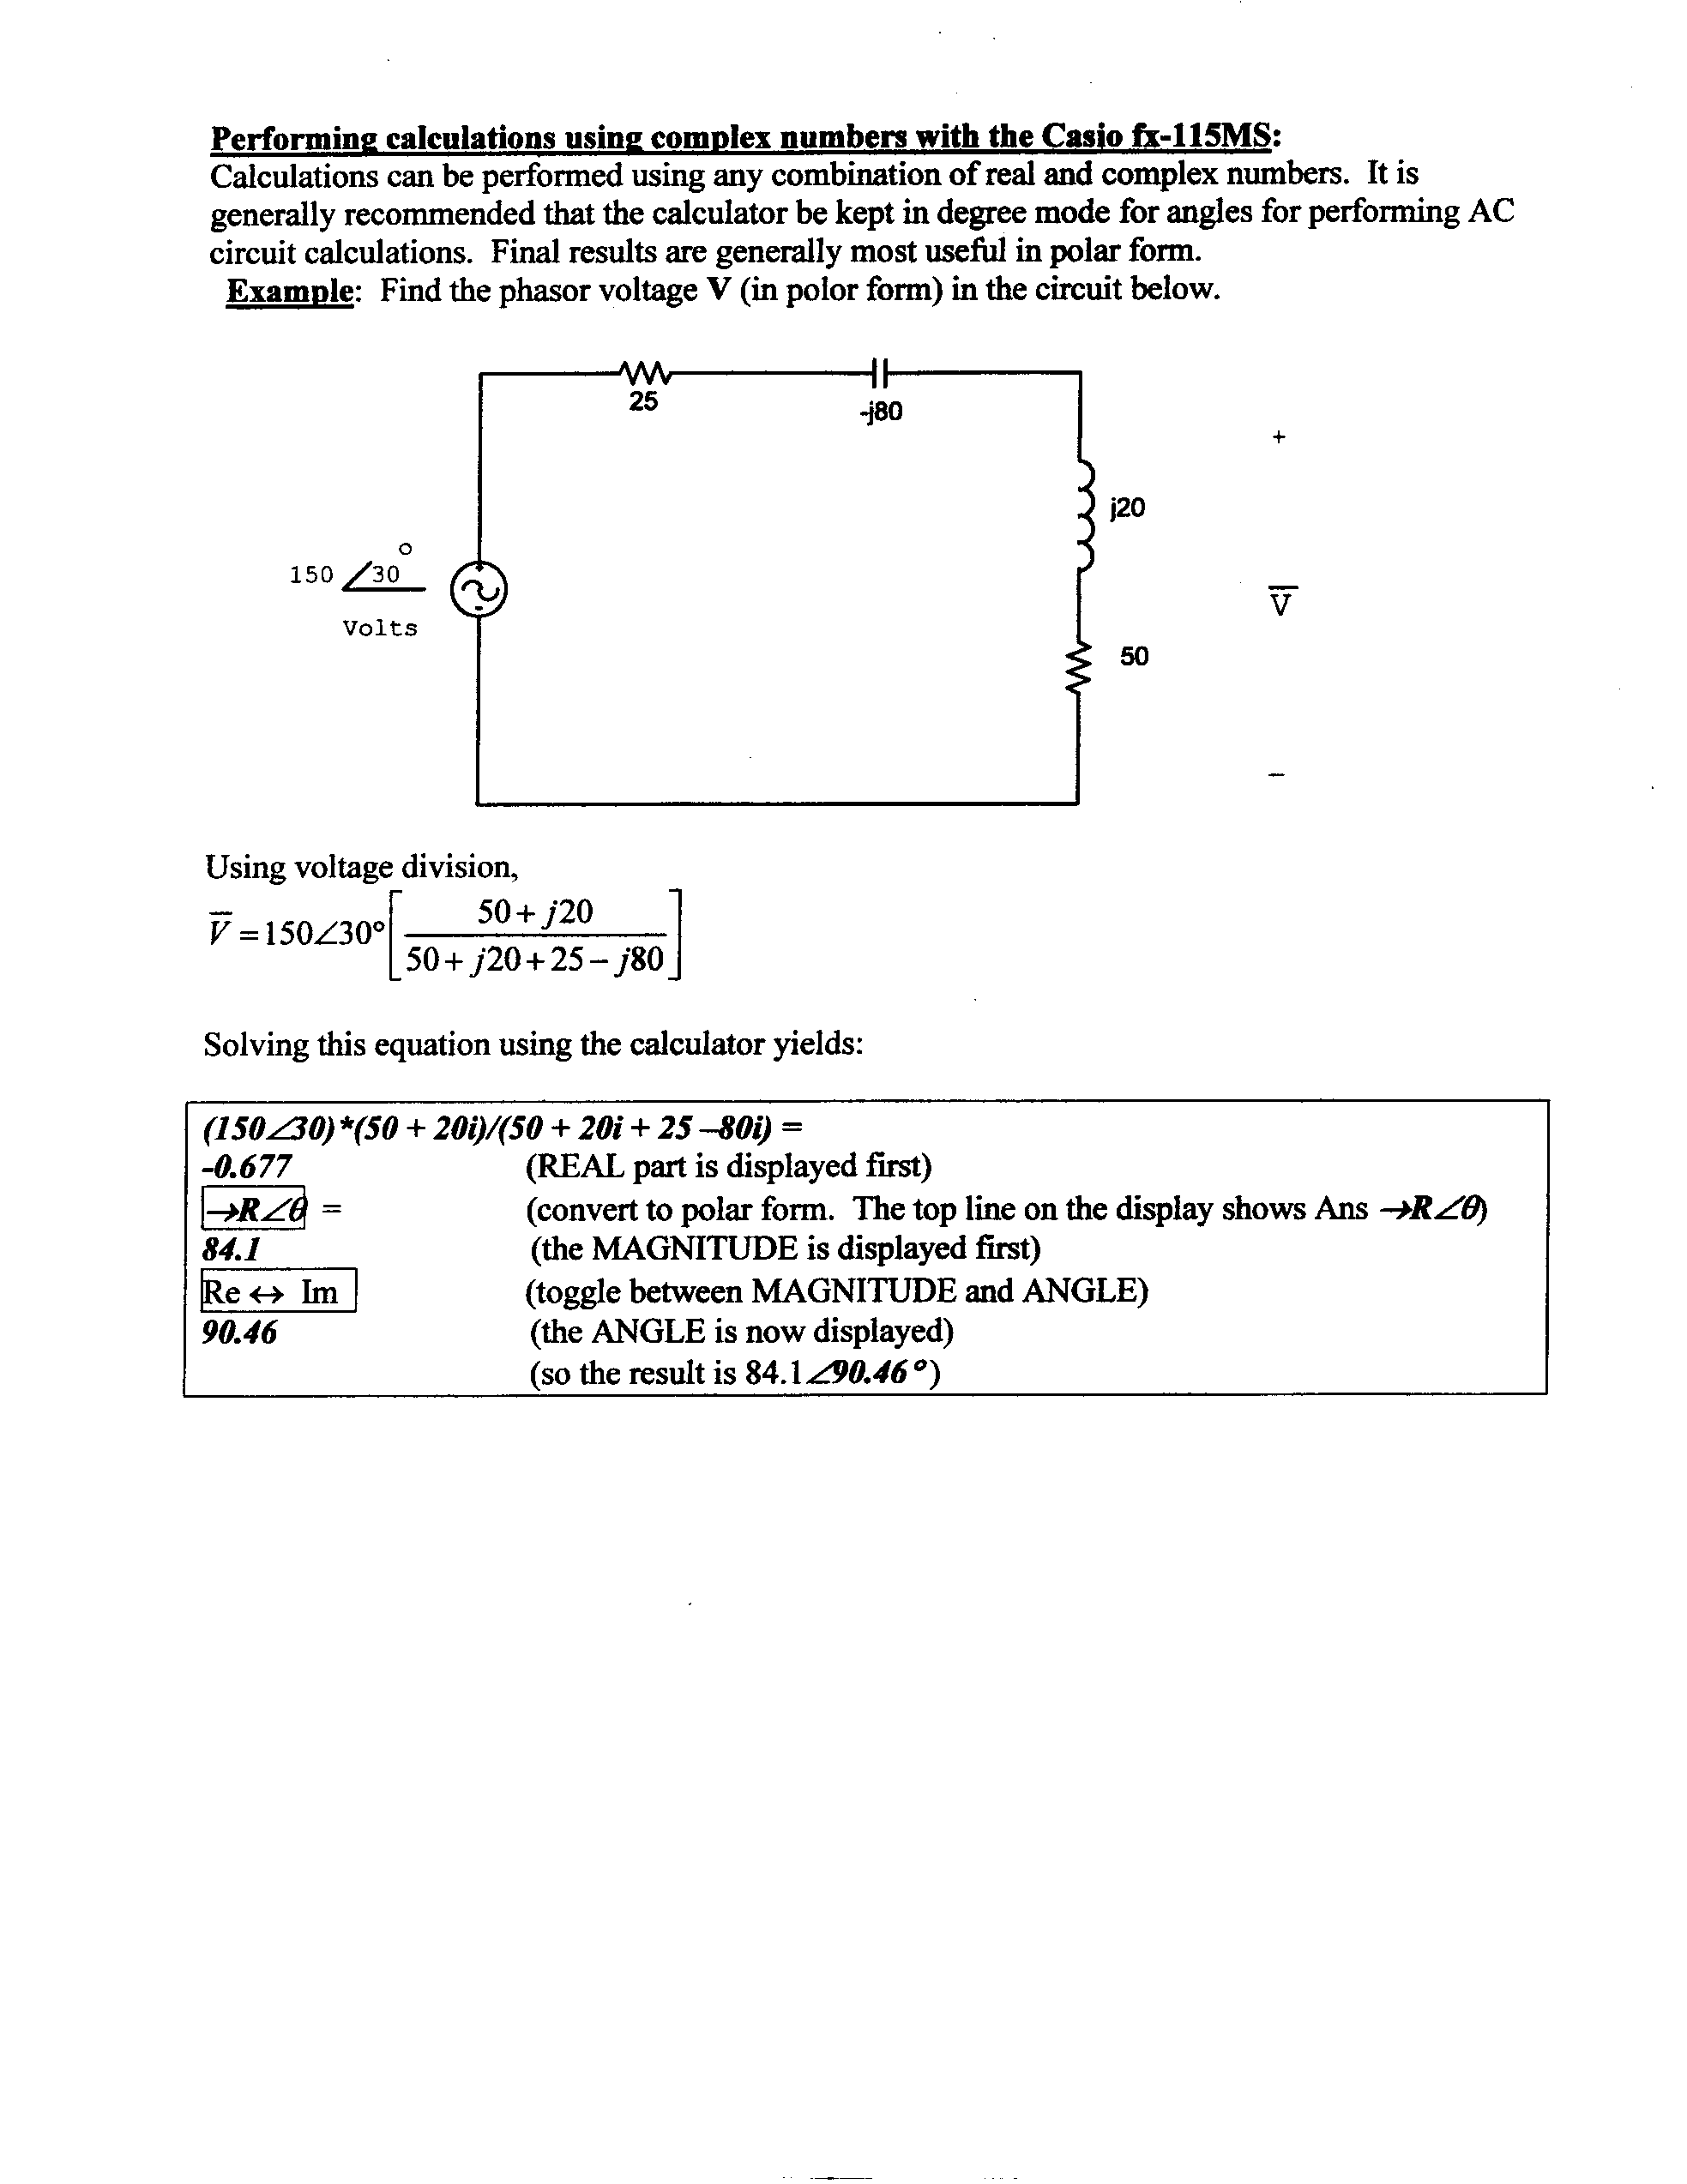 Performing calculations using complex numbers with the Casio fx-115MS:
Calculations can be performed using any combination of real and complex numbers. It is
generally recommended that the calculator be kept in degree mode for angles for performing AC
circuit calculations. Final results are generally most useful in polar form.
Example: Find the phasor voltage V (in polor form) in the circuit below.
25
-j80
+
j20
150 ∠30°
Volts
V̅
50
−
Using voltage division,
V̅ = 150∠30° [ (50 + j20) / (50 + j20 + 25 − j80) ]
Solving this equation using the calculator yields:
(150∠30)*(50 + 20i)/(50 + 20i + 25 –80i) =
-0.677 (REAL part is displayed first)
→R∠θ = (convert to polar form. The top line on the display shows Ans →R∠θ)
84.1 (the MAGNITUDE is displayed first)
Re ↔ Im (toggle between MAGNITUDE and ANGLE)
90.46 (the ANGLE is now displayed)
(so the result is 84.1∠90.46°)